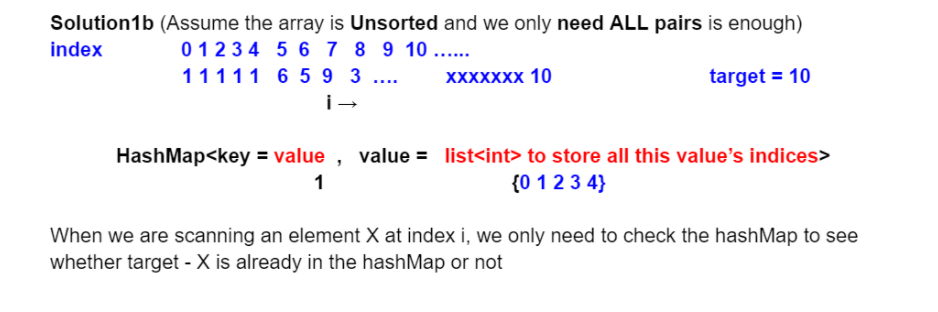 Solution1b (Assume the array is Unsorted and we only need ALL pairs is enough)
index 0 1 2 3 4 5 6 7 8 9 10 ......
1 1 1 1 1 6 5 9 3 .... xxxxxxx 10 target = 10
i →
HashMap<key = value , value = list<int> to store all this value's indices>
1 {0 1 2 3 4}
When we are scanning an element X at index i, we only need to check the hashMap to see
whether target - X is already in the hashMap or not